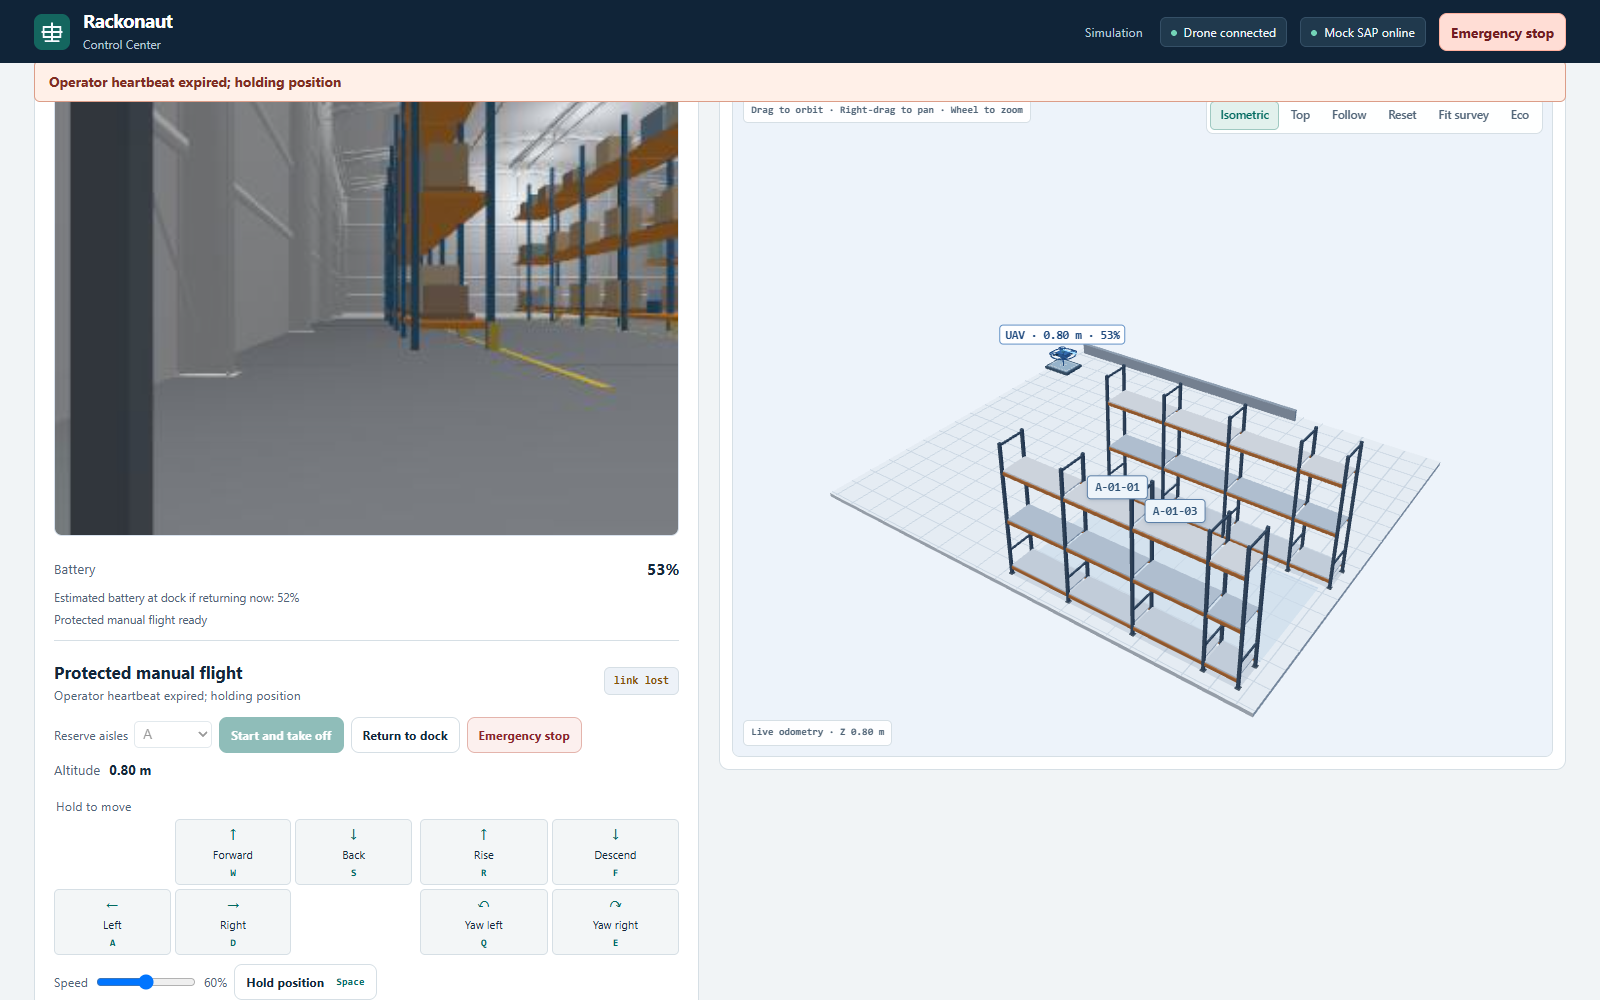 Rackonaut
Control Center
Simulation
Drone connected
Mock SAP online
Emergency stop
Operator heartbeat expired; holding position
Drag to orbit · Right-drag to pan · Wheel to zoom
Isometric
Top
Follow
Reset
Fit survey
Eco
UAV · 0.80 m · 53%
A-01-01
A-01-03
Live odometry · Z 0.80 m
Battery
53%
Estimated battery at dock if returning now: 52%
Protected manual flight ready
Protected manual flight
Operator heartbeat expired; holding position
link lost
Reserve aisles
A
Start and take off
Return to dock
Emergency stop
Altitude 0.80 m
Hold to move
↑ ↓ ↑ ↓
Forward Back Rise Descend
W S R F
← → ↶ ↷
Left Right Yaw left Yaw right
A D Q E
Speed 60% Hold position Space